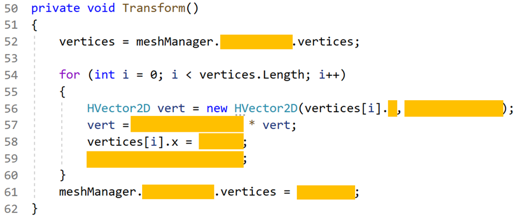 50 private void Transform()
51 {
52 vertices = meshManager. .vertices;
53
54 for (int i = 0; i < vertices.Length; i++)
55 {
56 HVector2D vert = new HVector2D(vertices[i]. , );
57 vert = * vert;
58 vertices[i].x = ;
59 ;
60 }
61 meshManager. .vertices = ;
62 }